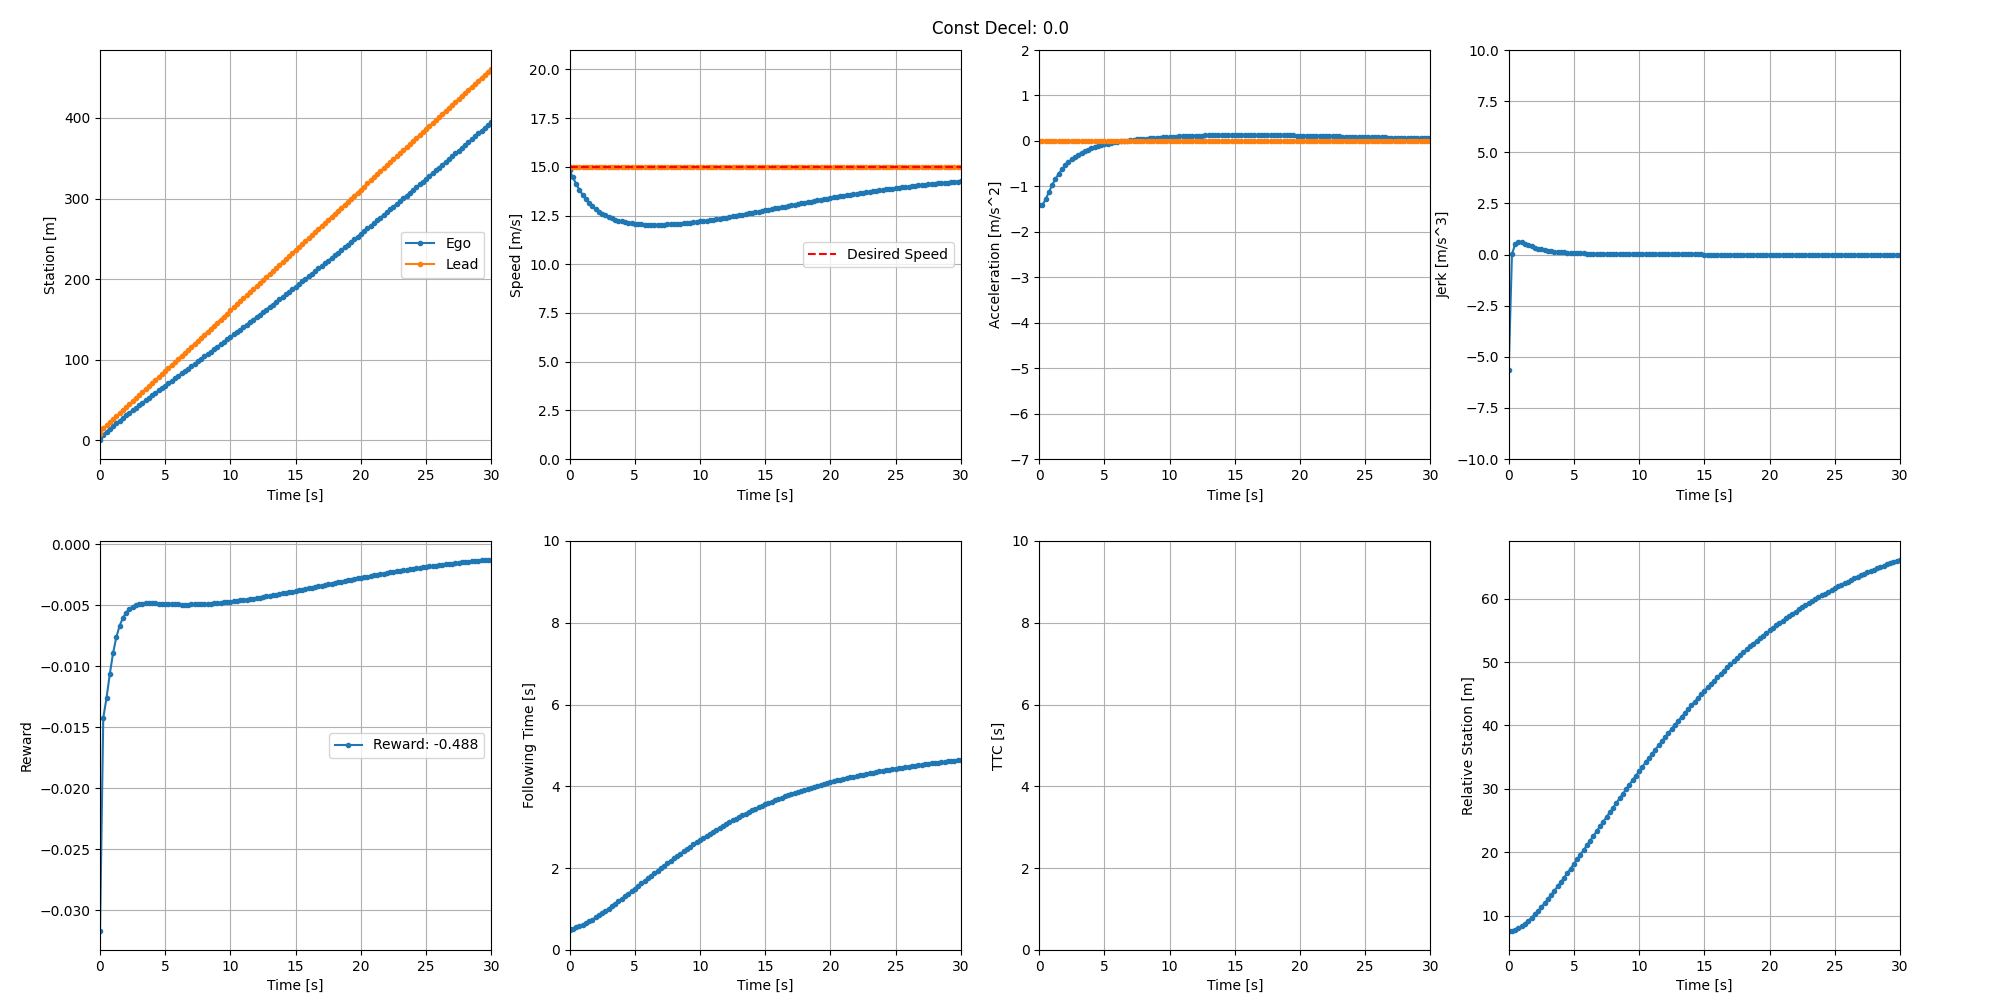 Const Decel: 0.0
Station [m]
400
300
200
100
0
Ego
Lead
0 5 10 15 20 25 30
Time [s]
Speed [m/s]
20.0
17.5
15.0
12.5
10.0
7.5
5.0
2.5
0.0
Desired Speed
0 5 10 15 20 25 30
Time [s]
Acceleration [m/s^2]
2
1
0
−1
−2
−3
−4
−5
−6
−7
0 5 10 15 20 25 30
Time [s]
Jerk [m/s^3]
10.0
7.5
5.0
2.5
0.0
−2.5
−5.0
−7.5
−10.0
0 5 10 15 20 25 30
Time [s]
Reward
0.000
−0.005
−0.010
−0.015
−0.020
−0.025
−0.030
Reward: -0.488
0 5 10 15 20 25 30
Time [s]
Following Time [s]
10
8
6
4
2
0
0 5 10 15 20 25 30
Time [s]
TTC [s]
10
8
6
4
2
0
0 5 10 15 20 25 30
Time [s]
Relative Station [m]
60
50
40
30
20
10
0 5 10 15 20 25 30
Time [s]